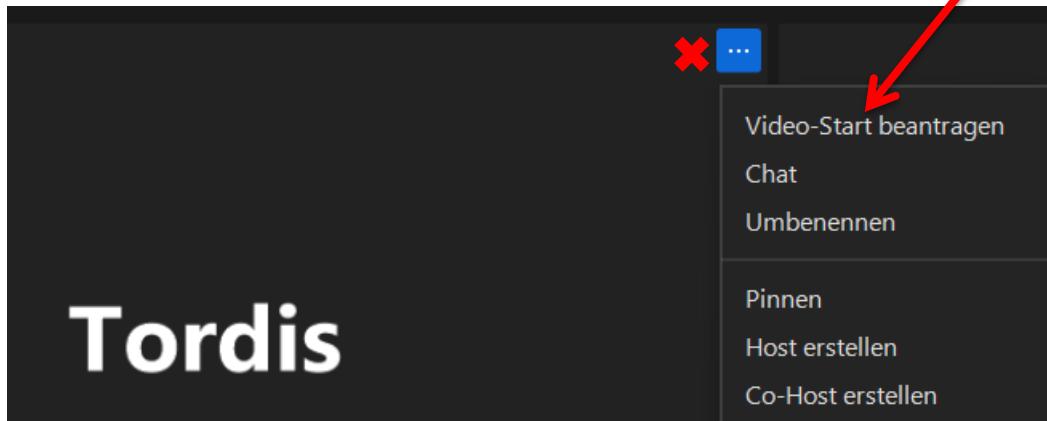 ...
Video-Start beantragen
Chat
Umbenennen
Pinnen
Host erstellen
Co-Host erstellen
Tordis